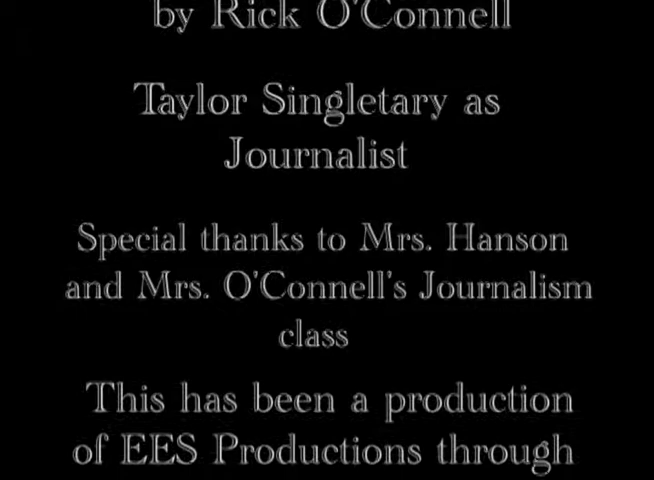 by Rick O'Connell
Taylor Singletary as
Journalist
Special thanks to Mrs. Hanson
and Mrs. O'Connell's Journalism
class
This has been a production
of EES Productions through